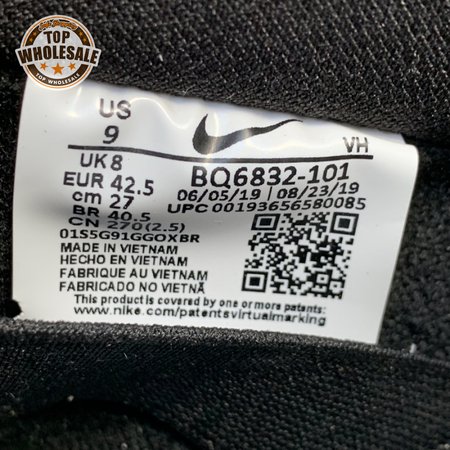 TOP
WHOLESALE
TOP WHOLESALE
US
9
VH
UK 8
EUR 42.5
cm 27
BR 40.5
CN 270(2.5)
BQ6832-101
06/05/19 | 08/23/19
UPC 00193656580085
01S5G91GGOXBR
MADE IN VIETNAM
HECHO EN VIETNAM
FABRIQUE AU VIETNAM
FABRICADO NO VIETNÃ
This product is covered by one or more patents:
www.nike.com/patentsvirtualmarking